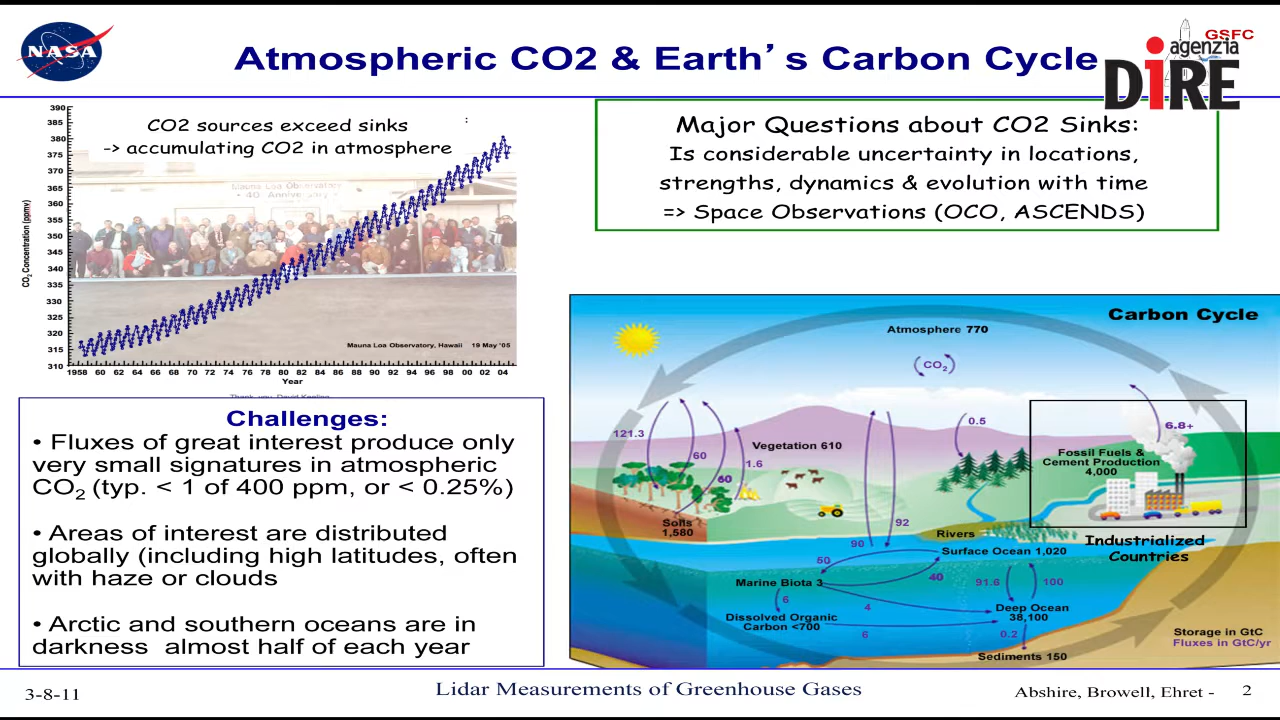 NASA
Atmospheric CO2 & Earth's Carbon Cycle
GSFC
agenzia
DiRE
CO2 sources exceed sinks
:
-> accumulating CO2 in atmosphere
390
385
380
375
370
365
360
355
350
345
340
335
330
325
320
315
310
CO2 Concentration (ppmv)
Mauna Loa Observatory
Mauna Loa Observatory, Hawaii 19 May '05
1958 60 62 64 66 68 70 72 74 76 78 80 82 84 86 88 90 92 94 96 98 00 02 04
Year
Major Questions about CO2 Sinks:
Is considerable uncertainty in locations,
strengths, dynamics & evolution with time
=> Space Observations (OCO, ASCENDS)
Challenges:
• Fluxes of great interest produce only
very small signatures in atmospheric
CO2 (typ. < 1 of 400 ppm, or < 0.25%)
• Areas of interest are distributed
globally (including high latitudes, often
with haze or clouds
• Arctic and southern oceans are in
darkness almost half of each year
Carbon Cycle
Atmosphere 770
CO2
121.3
60
Vegetation 610
1.6
60
0.5
6.8+
Fossil Fuels &
Cement Production
4,000
Soils
1,580
92
90
Rivers
Surface Ocean 1,020
Industrialized
Countries
50
40
Marine Biota 3
91.6
100
6
4
Dissolved Organic
Carbon <700
Deep Ocean
38,100
6
0.2
Storage in GtC
Fluxes in GtC/yr
Sediments 150
3-8-11
Lidar Measurements of Greenhouse Gases
Abshire, Browell, Ehret -
2